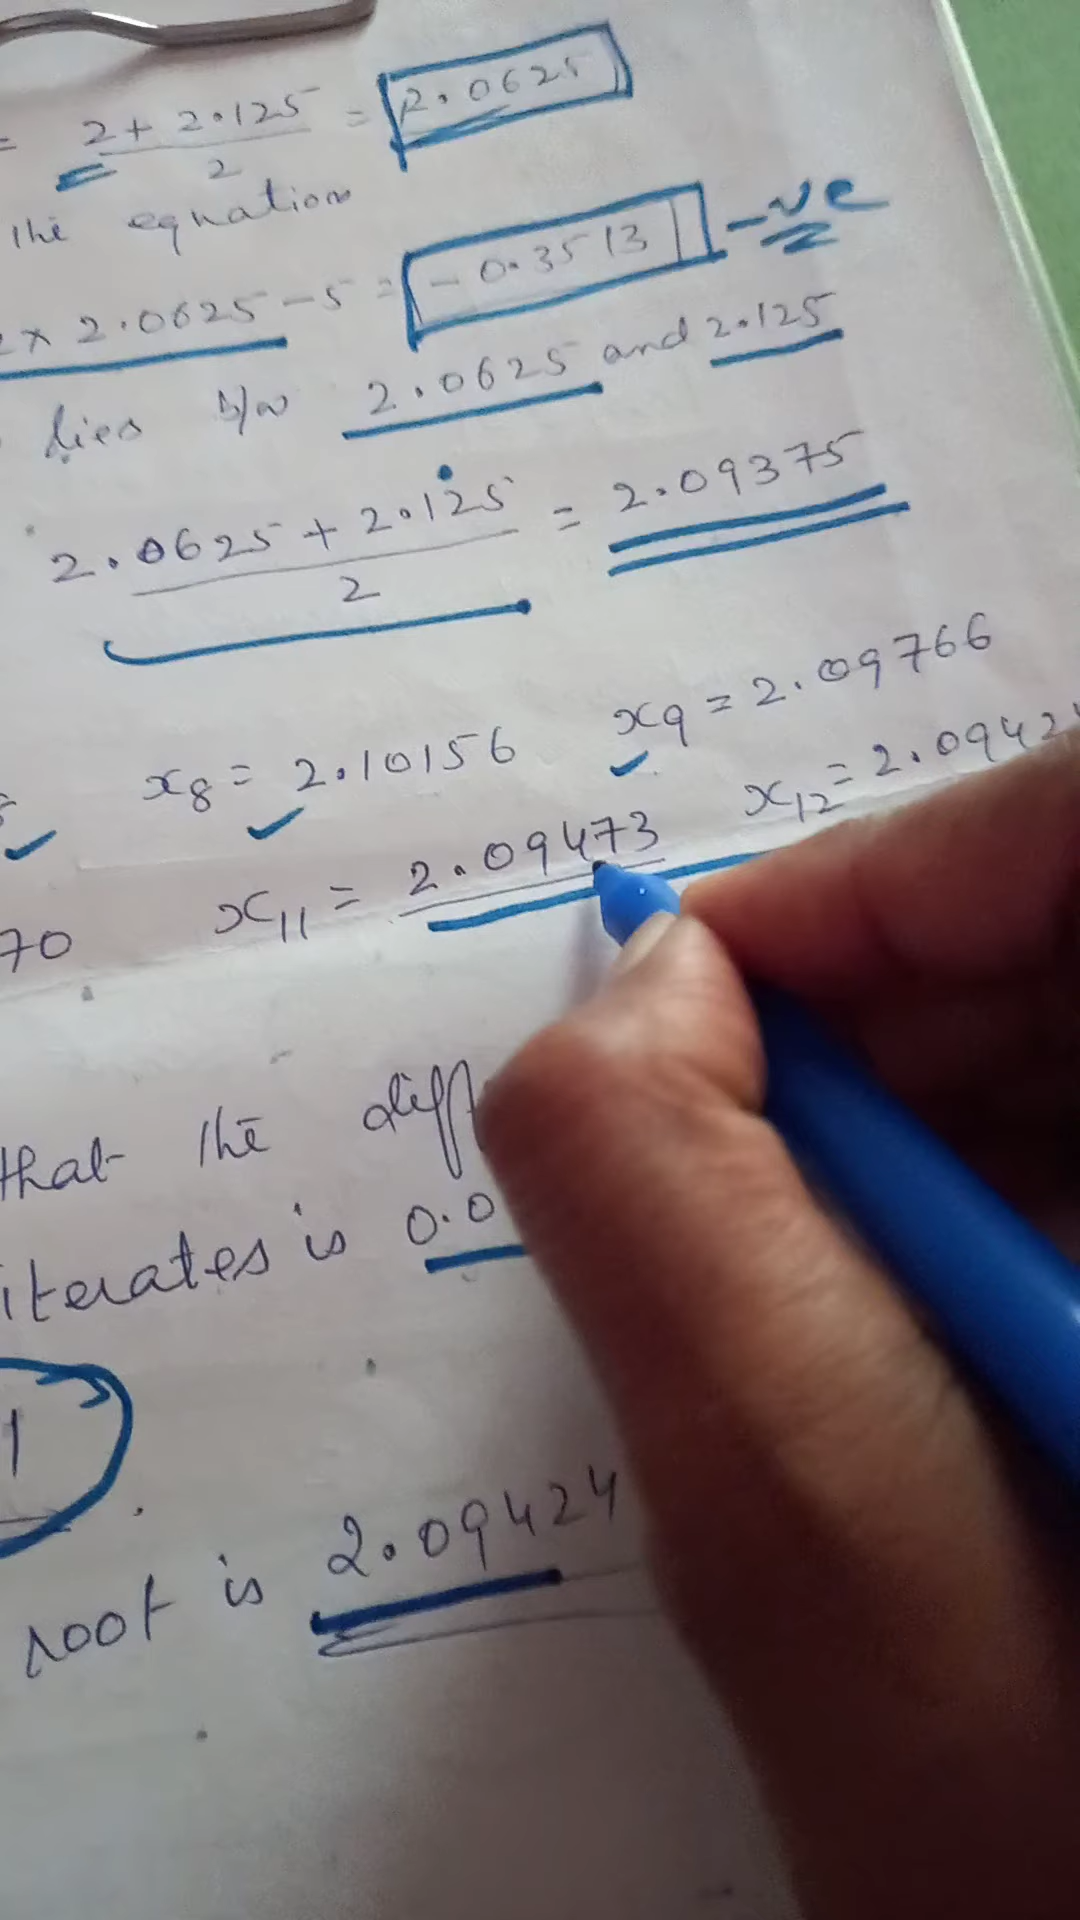 = 2 + 2.125 / 2 = 2.0625
the equation
2 × 2.0625 - 5 = - 0.3513 -ve
lies b/w 2.0625 and 2.125
2.0625 + 2.125 / 2 = 2.09375
x8 = 2.10156 x9 = 2.09766
70 x11 = 2.09473 x12 = 2.0942
that the diff
iterates is 0.0
1
root is 2.09424